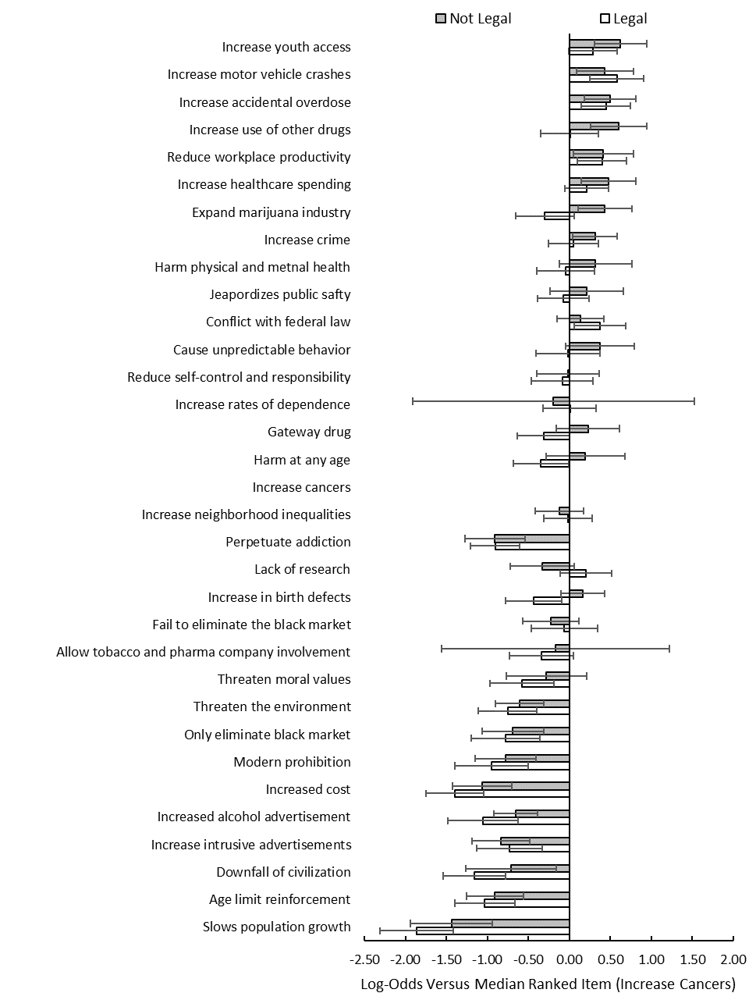 Not Legal Legal
Increase youth access
Increase motor vehicle crashes
Increase accidental overdose
Increase use of other drugs
Reduce workplace productivity
Increase healthcare spending
Expand marijuana industry
Increase crime
Harm physical and metnal health
Jeapordizes public safty
Conflict with federal law
Cause unpredictable behavior
Reduce self-control and responsibility
Increase rates of dependence
Gateway drug
Harm at any age
Increase cancers
Increase neighborhood inequalities
Perpetuate addiction
Lack of research
Increase in birth defects
Fail to eliminate the black market
Allow tobacco and pharma company involvement
Threaten moral values
Threaten the environment
Only eliminate black market
Modern prohibition
Increased cost
Increased alcohol advertisement
Increase intrusive advertisements
Downfall of civilization
Age limit reinforcement
Slows population growth
-2.50 -2.00 -1.50 -1.00 -0.50 0.00 0.50 1.00 1.50 2.00
Log-Odds Versus Median Ranked Item (Increase Cancers)